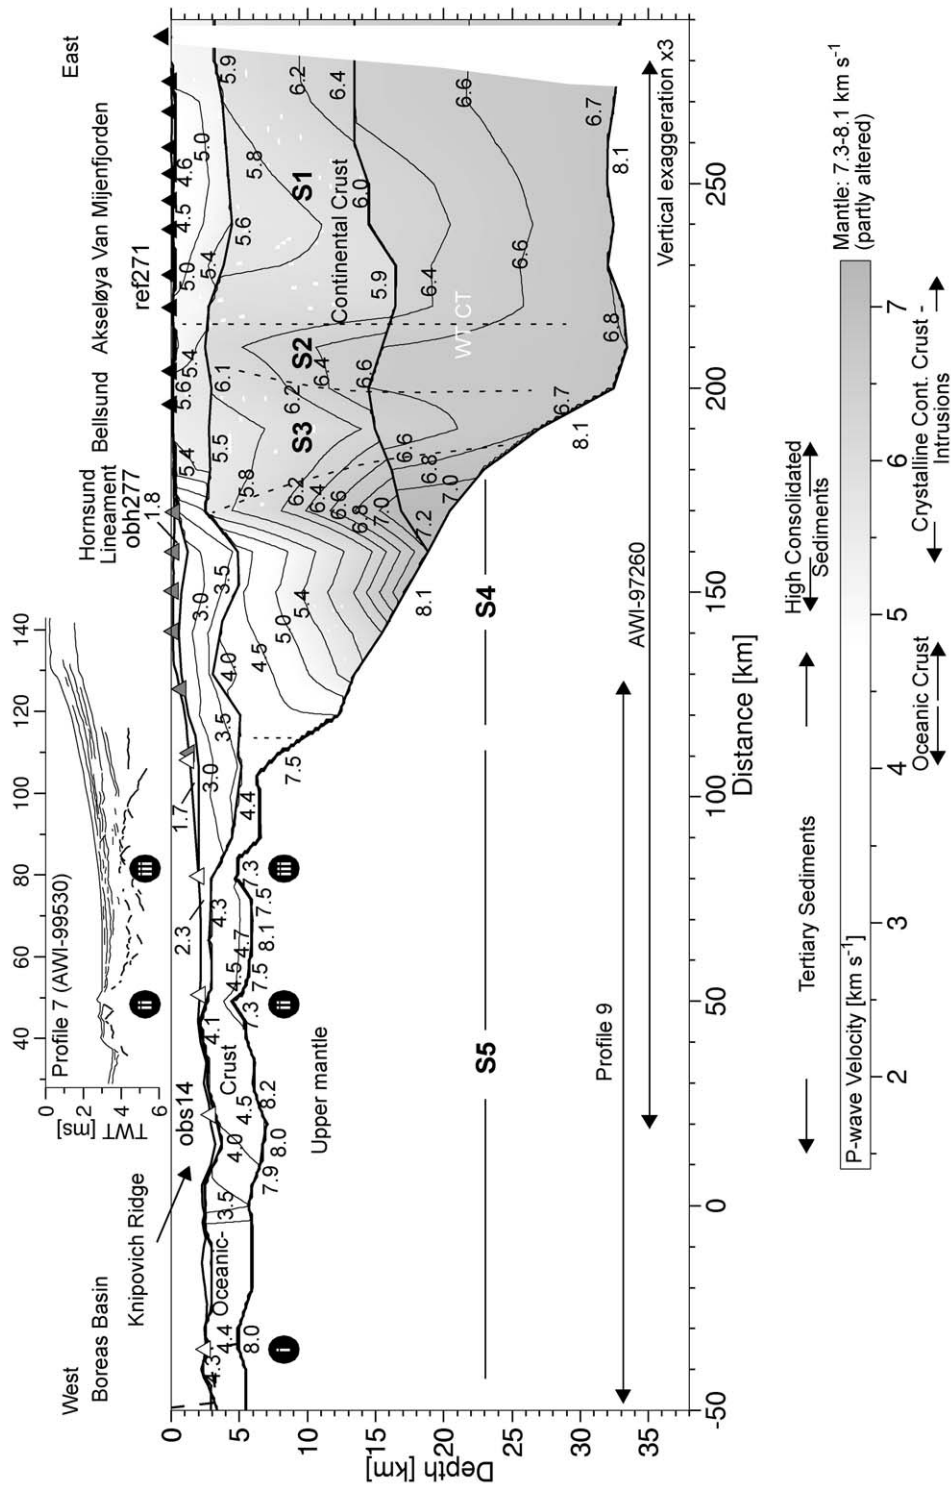 West
East
Boreas Basin
Knipovich Ridge
Hornsund
Lineament
Bellsund
Akseløya
Van Mijenfjorden
obs14
obh277
ref271
Profile 7 (AWI-99530)
TWT [ms]
0
2
4
6
40
60
80
100
120
140
ii
iii
Depth [km]
0
5
10
15
20
25
30
35
1.7
1.8
2.3
3.0
3.5
3.0
3.5
4.0
4.5
5.0
5.4
4.3
4.4
Oceanic-
Crust
3.5
4.0
4.5
4.1
4.3
4.5
4.7
4.4
8.0
7.9
8.0
8.2
7.3
7.5
8.1
7.5
7.3
7.5
i
ii
iii
Upper mantle
5.4
5.6
5.4
5.0
4.5
4.6
5.0
5.4
5.5
5.8
6.1
5.6
5.8
5.9
6.2
6.4
6.6
6.8
7.0
7.2
6.2
6.4
6.6
6.6
6.8
7.0
5.9
6.0
6.2
6.4
6.4
6.6
6.6
6.7
6.8
6.7
8.1
8.1
8.1
S1
S2
S3
S4
S5
Continental Crust
WT CT
Profile 9
AWI-97260
Vertical exaggeration x3
-50
0
50
100
150
200
250
Distance [km]
Tertiary Sediments
High Consolidated
Sediments
P-wave Velocity [km s-1]
Mantle: 7.3-8.1 km s-1
(partly altered)
2
3
4
5
6
7
Oceanic Crust
Crystalline Cont. Crust -
Intrusions